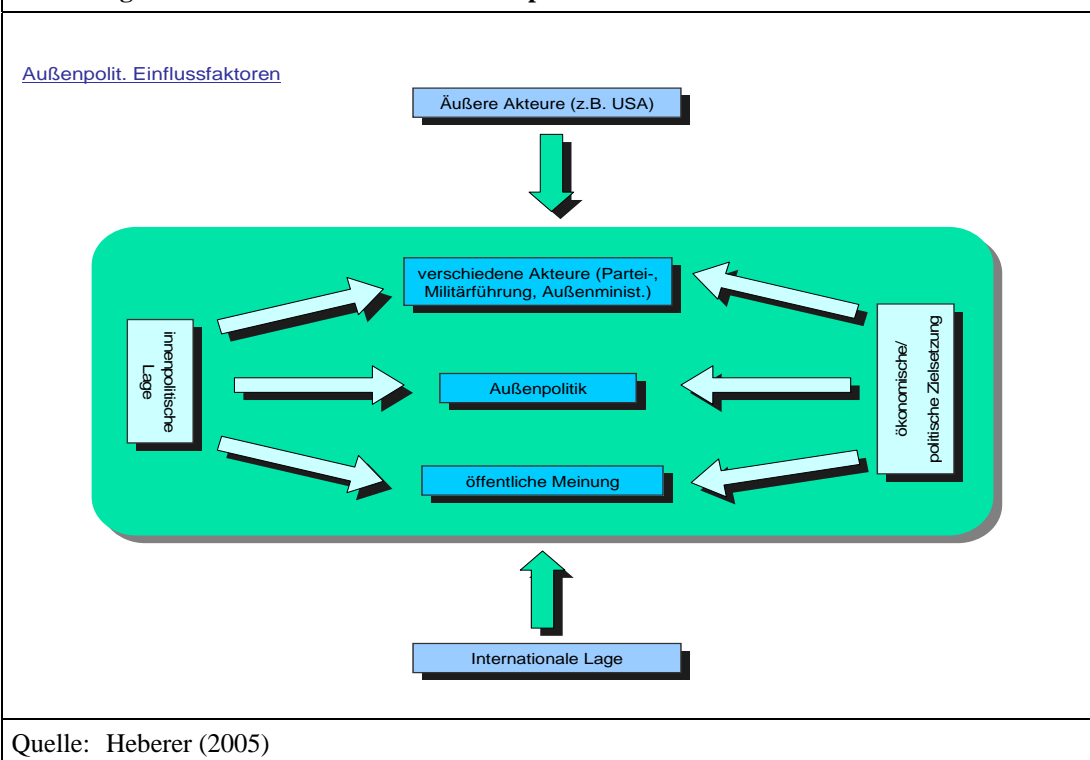 Außenpolit. Einflussfaktoren
Äußere Akteure (z.B. USA)
verschiedene Akteure (Partei-,
Militärführung, Außenminist.)
innenpolitische
Lage
Außenpolitik
ökonomische/
politische Zielsetzung
öffentliche Meinung
Internationale Lage
Quelle: Heberer (2005)